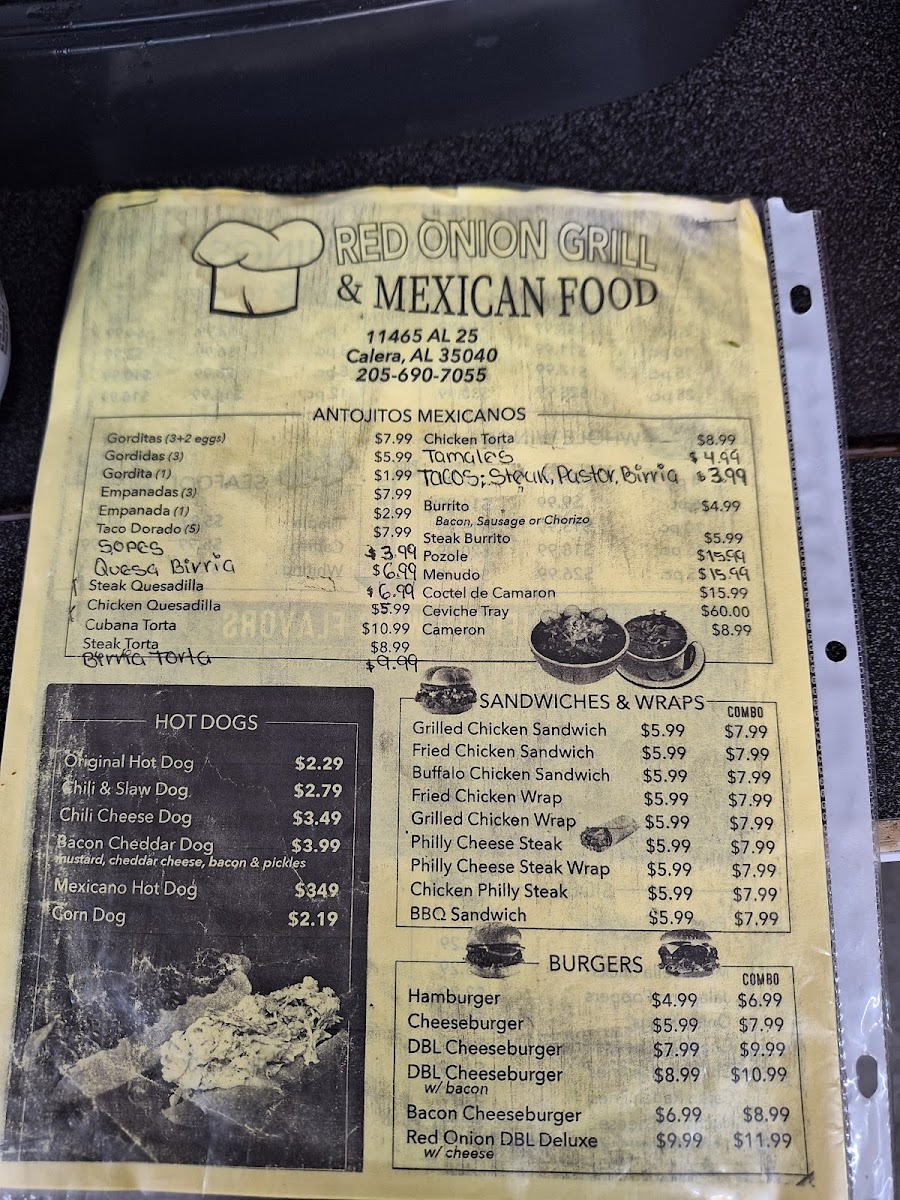 RED ONION GRILL
& MEXICAN FOOD
11465 AL 25
Calera, AL 35040
205-690-7055
ANTOJITOS MEXICANOS
Gorditas (3+2 eggs) $7.99
Gordidas (3) $5.99
Gordita (1) $1.99
Empanadas (3) $7.99
Empanada (1) $2.99
Taco Dorado (5) $7.99
SOPES $3.99
Quesa Birria $6.99
Steak Quesadilla $6.99
Chicken Quesadilla $5.99
Cubana Torta $10.99
Steak Torta $8.99
Birria Torta $9.99
Chicken Torta $8.99
Tamales $4.99
TACOS; Steak, Pastor, Birria $3.99
Burrito $4.99
Bacon, Sausage or Chorizo
Steak Burrito $5.99
Pozole $15.99
Menudo $15.99
Coctel de Camaron $15.99
Ceviche Tray $60.00
Cameron $8.99
HOT DOGS
Original Hot Dog $2.29
Chili & Slaw Dog $2.79
Chili Cheese Dog $3.49
Bacon Cheddar Dog $3.99
mustard, cheddar cheese, bacon & pickles
Mexicano Hot Dog $349
Corn Dog $2.19
SANDWICHES & WRAPS
COMBO
Grilled Chicken Sandwich $5.99 $7.99
Fried Chicken Sandwich $5.99 $7.99
Buffalo Chicken Sandwich $5.99 $7.99
Fried Chicken Wrap $5.99 $7.99
Grilled Chicken Wrap $5.99 $7.99
Philly Cheese Steak $5.99 $7.99
Philly Cheese Steak Wrap $5.99 $7.99
Chicken Philly Steak $5.99 $7.99
BBQ Sandwich $5.99 $7.99
BURGERS
COMBO
Hamburger $4.99 $6.99
Cheeseburger $5.99 $7.99
DBL Cheeseburger $7.99 $9.99
DBL Cheeseburger $8.99 $10.99
w/ bacon
Bacon Cheeseburger $6.99 $8.99
Red Onion DBL Deluxe $9.99 $11.99
w/ cheese